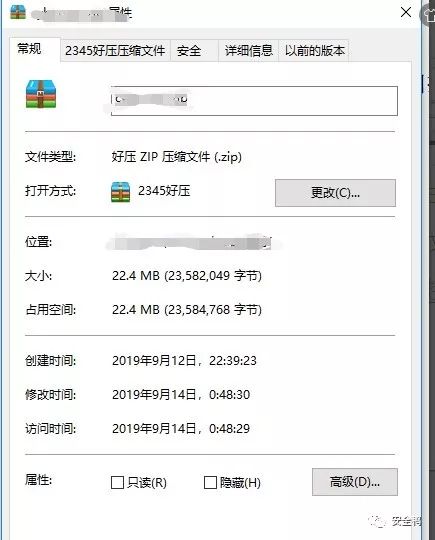 属性
常规 2345好压压缩文件 安全 详细信息 以前的版本
文件类型: 好压 ZIP 压缩文件 (.zip)
打开方式: 2345好压 更改(C)...
位置:
大小: 22.4 MB (23,582,049 字节)
占用空间: 22.4 MB (23,584,768 字节)
创建时间: 2019年9月12日，22:39:23
修改时间: 2019年9月14日，0:48:30
访问时间: 2019年9月14日，0:48:29
属性: 只读(R) 隐藏(H) 高级(D)...